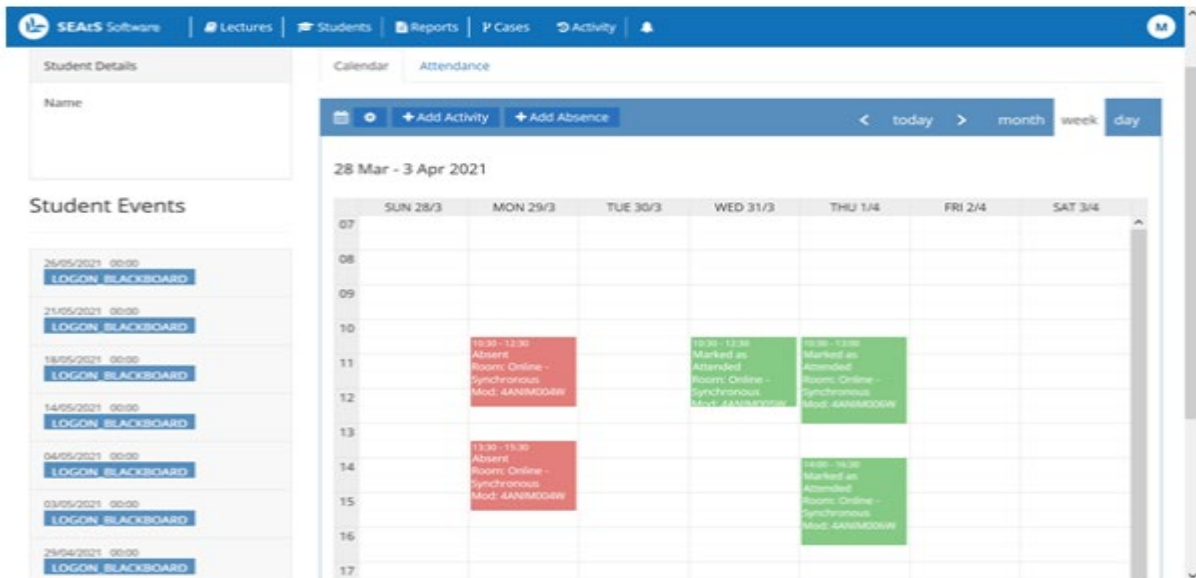 SEAtS Software
Lectures
Students
Reports
Cases
Activity
M
Student Details
Name
Student Events
26/05/2021 00:00
LOGON_BLACKBOARD
21/05/2021 00:00
LOGON_BLACKBOARD
18/05/2021 00:00
LOGON_BLACKBOARD
14/05/2021 00:00
LOGON_BLACKBOARD
04/05/2021 00:00
LOGON_BLACKBOARD
03/05/2021 00:00
LOGON_BLACKBOARD
29/04/2021 00:00
LOGON_BLACKBOARD
Calendar Attendance
+ Add Activity + Add Absence
< today > month week day
28 Mar - 3 Apr 2021
SUN 28/3 MON 29/3 TUE 30/3 WED 31/3 THU 1/4 FRI 2/4 SAT 3/4
07
08
09
10
11
12
13
14
15
16
17
10:30 - 12:30
Absent
Room: Online -
Synchronous
Mod: 4ANIM004W
13:30 - 15:30
Absent
Room: Online -
Synchronous
Mod: 4ANIM004W
10:30 - 12:30
Marked as
Attended
Room: Online -
Synchronous
Mod: 4ANIM005W
10:30 - 13:00
Marked as
Attended
Room: Online -
Synchronous
Mod: 4ANIM006W
14:00 - 16:30
Marked as
Attended
Room: Online -
Synchronous
Mod: 4ANIM006W